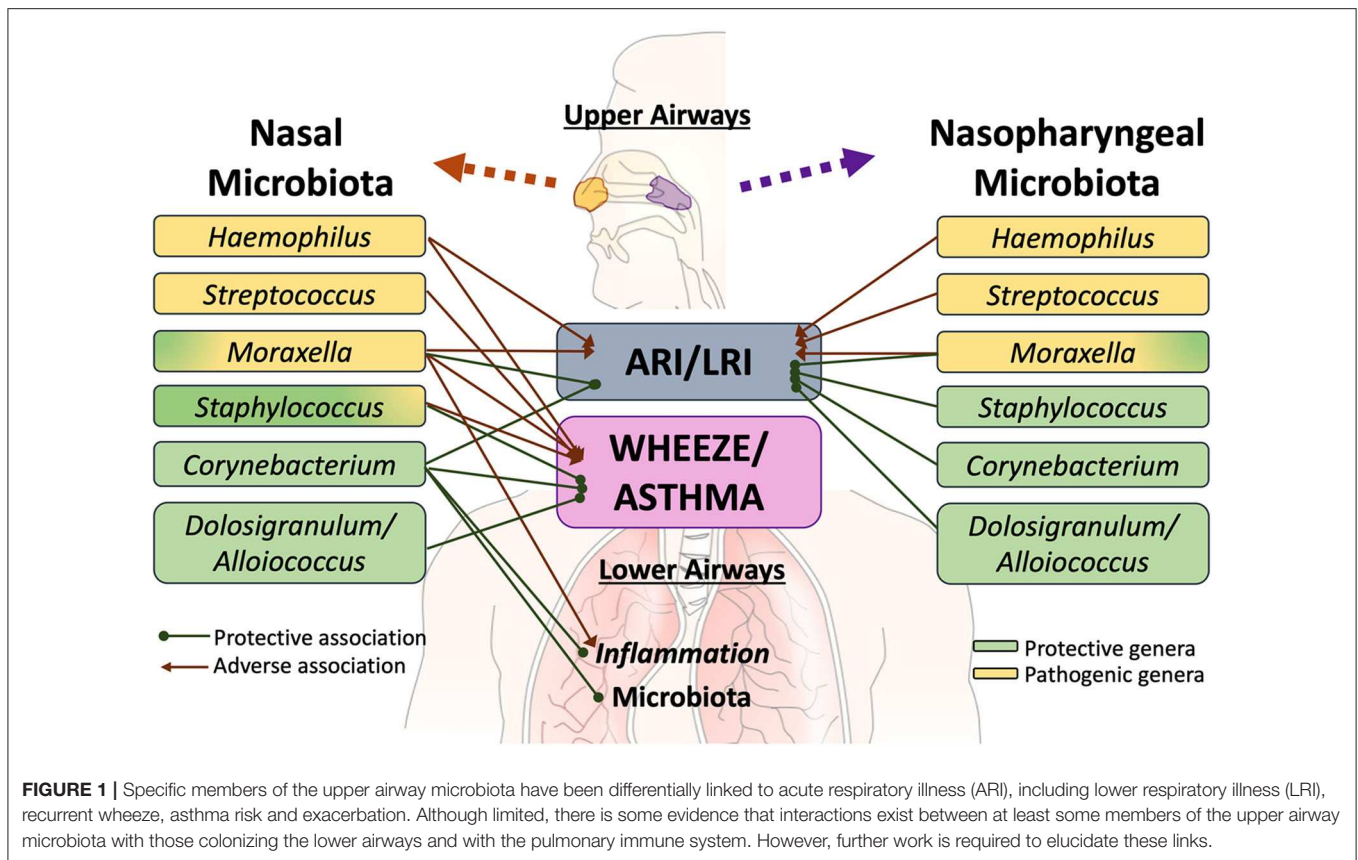 Upper Airways
Nasal
Microbiota
Haemophilus
Streptococcus
Moraxella
Staphylococcus
Corynebacterium
Dolosigranulum/
Alloiococcus
Protective association
Adverse association
ARI/LRI
WHEEZE/
ASTHMA
Lower Airways
Inflammation
Microbiota
Nasopharyngeal
Microbiota
Haemophilus
Streptococcus
Moraxella
Staphylococcus
Corynebacterium
Dolosigranulum/
Alloiococcus
Protective genera
Pathogenic genera
FIGURE 1 | Specific members of the upper airway microbiota have been differentially linked to acute respiratory illness (ARI), including lower respiratory illness (LRI),
recurrent wheeze, asthma risk and exacerbation. Although limited, there is some evidence that interactions exist between at least some members of the upper airway
microbiota with those colonizing the lower airways and with the pulmonary immune system. However, further work is required to elucidate these links.